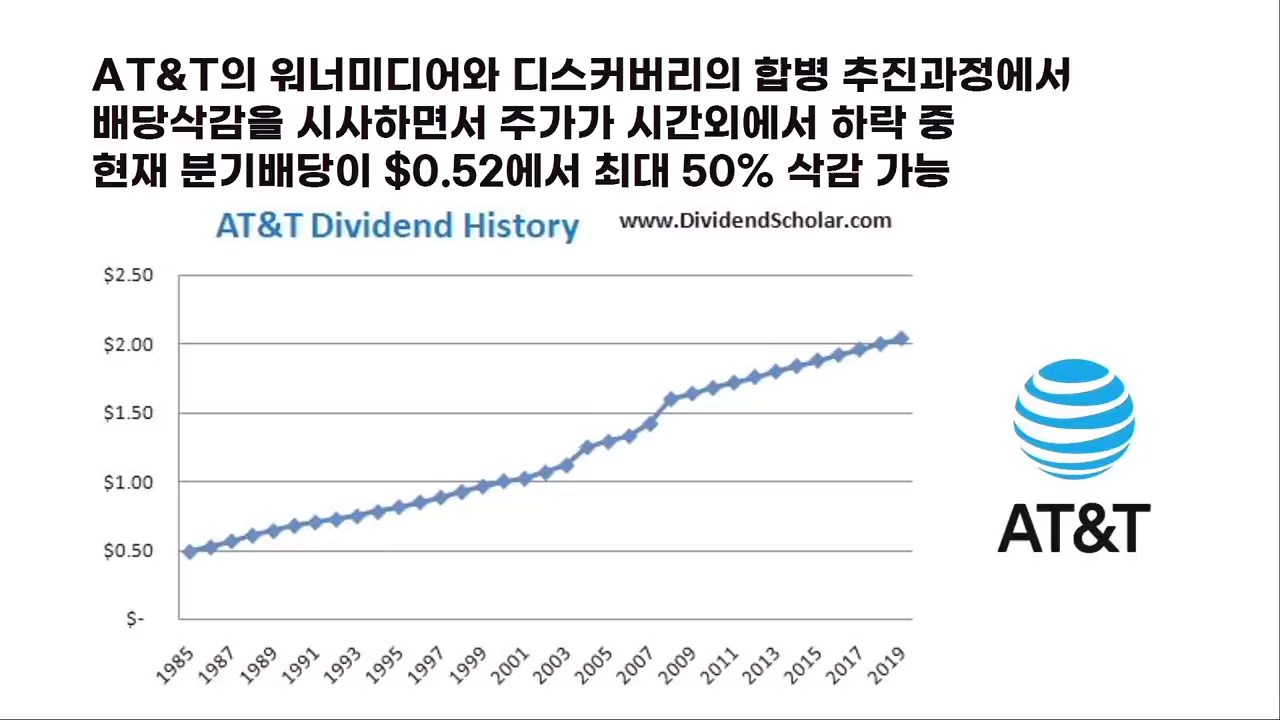 AT&T의 워너미디어와 디스커버리의 합병 추진과정에서
배당삭감을 시사하면서 주가가 시간외에서 하락 중
현재 분기배당이 $0.52에서 최대 50% 삭감 가능
AT&T Dividend History www.DividendScholar.com
$2.50
$2.00
$1.50
$1.00
$0.50
$-
1985 1987 1989 1991 1993 1995 1997 1999 2001 2003 2005 2007 2009 2011 2013 2015 2017 2019
AT&T